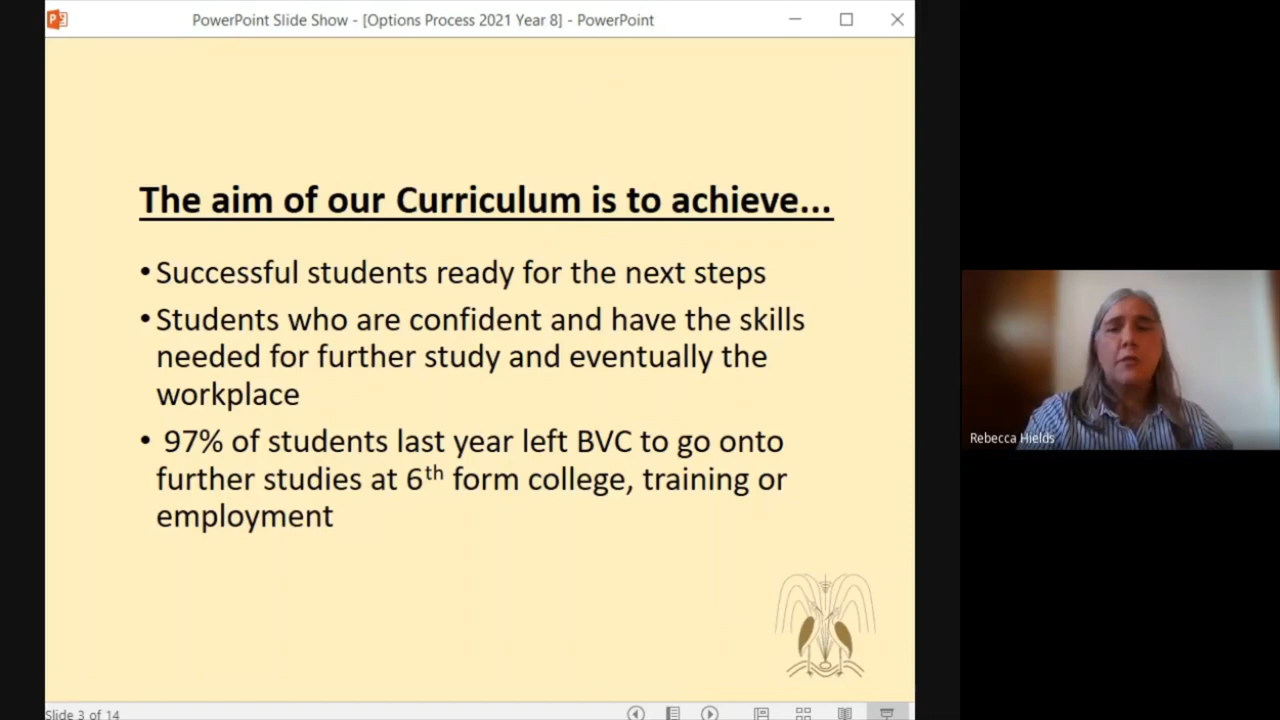 PowerPoint Slide Show - [Options Process 2021 Year 8] - PowerPoint
The aim of our Curriculum is to achieve...
•Successful students ready for the next steps
•Students who are confident and have the skills
needed for further study and eventually the
workplace
• 97% of students last year left BVC to go onto
further studies at 6th form college, training or
employment
Rebecca Hields
Slide 3 of 14